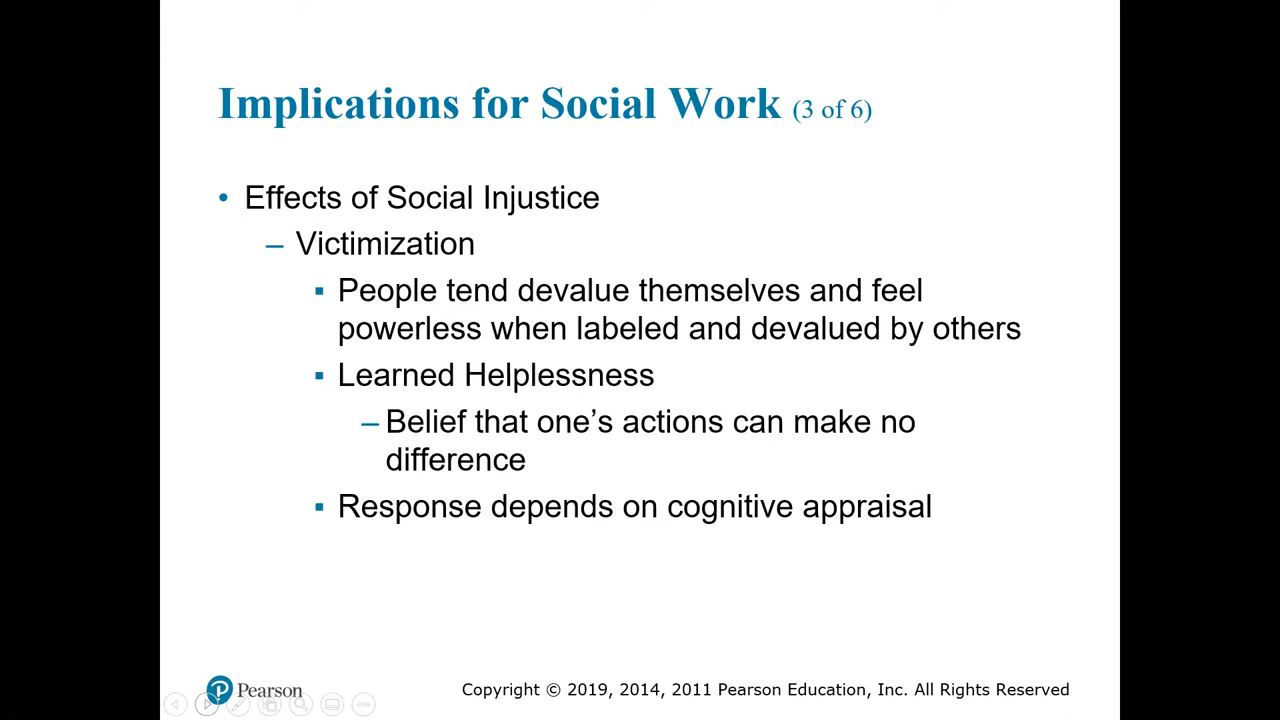 Implications for Social Work (3 of 6)
• Effects of Social Injustice
– Victimization
▪ People tend devalue themselves and feel
powerless when labeled and devalued by others
▪ Learned Helplessness
– Belief that one’s actions can make no
difference
▪ Response depends on cognitive appraisal
Pearson
Copyright © 2019, 2014, 2011 Pearson Education, Inc. All Rights Reserved